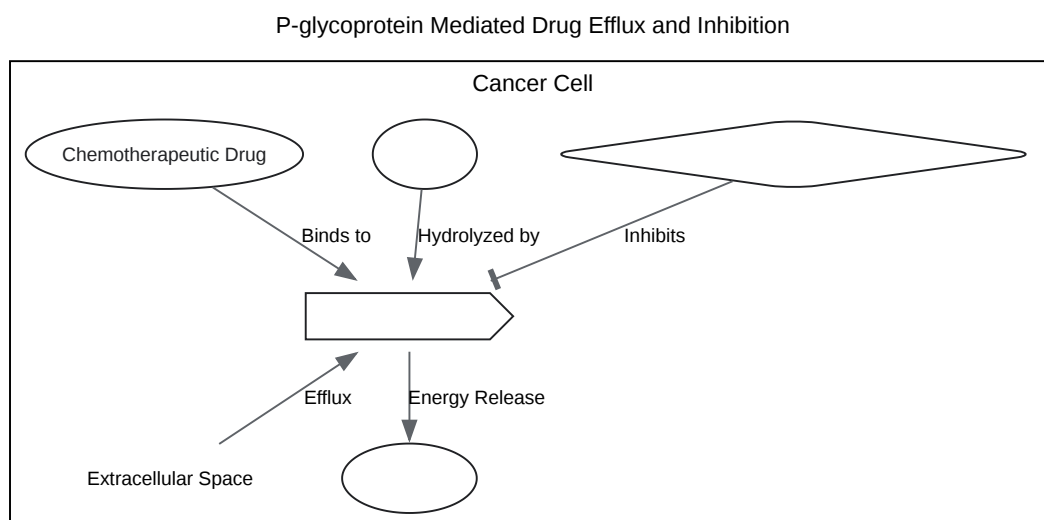 P-glycoprotein Mediated Drug Efflux and Inhibition
Cancer Cell
Chemotherapeutic Drug
Binds to
Hydrolyzed by
Inhibits
Efflux
Energy Release
Extracellular Space